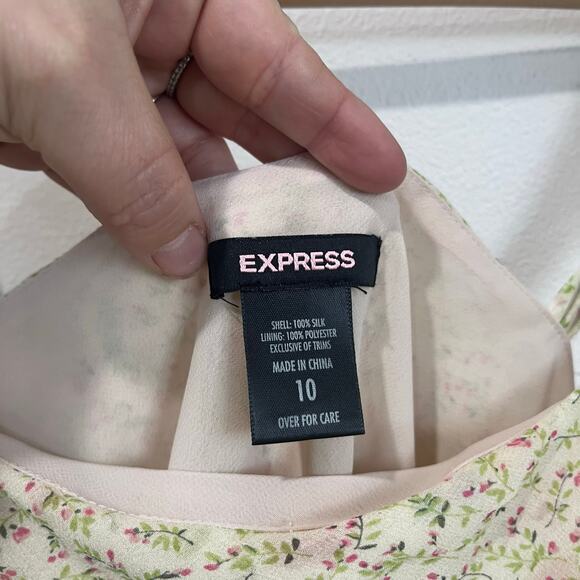 EXPRESS
SHELL: 100% SILK
LINING: 100% POLYESTER
EXCLUSIVE OF TRIMS
MADE IN CHINA
10
OVER FOR CARE